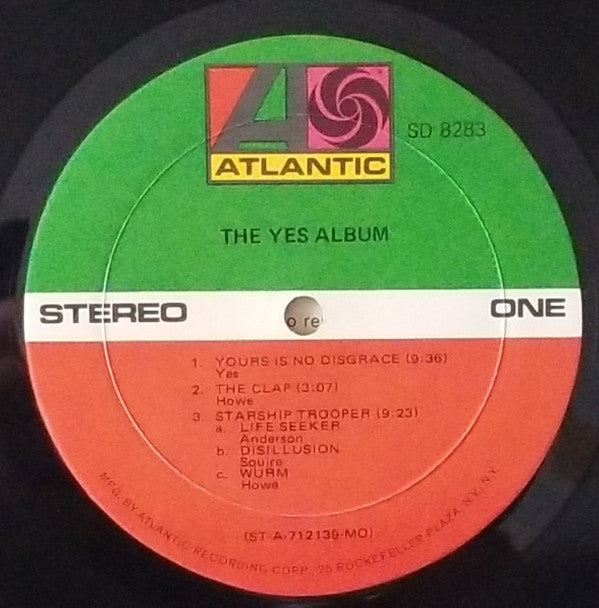 ATLANTIC
SD 8283
THE YES ALBUM
STEREO
o re
ONE
1. YOURS IS NO DISGRACE (9:36)
Yes
2. THE CLAP (3:07)
Howe
3. STARSHIP TROOPER (9:23)
a. LIFE SEEKER
Anderson
b. DISILLUSION
Squire
c. WURM
Howe
(ST-A-712139-MO)
MFG. BY ATLANTIC RECORDING CORP., 75 ROCKEFELLER PLAZA, N.Y. N.Y.